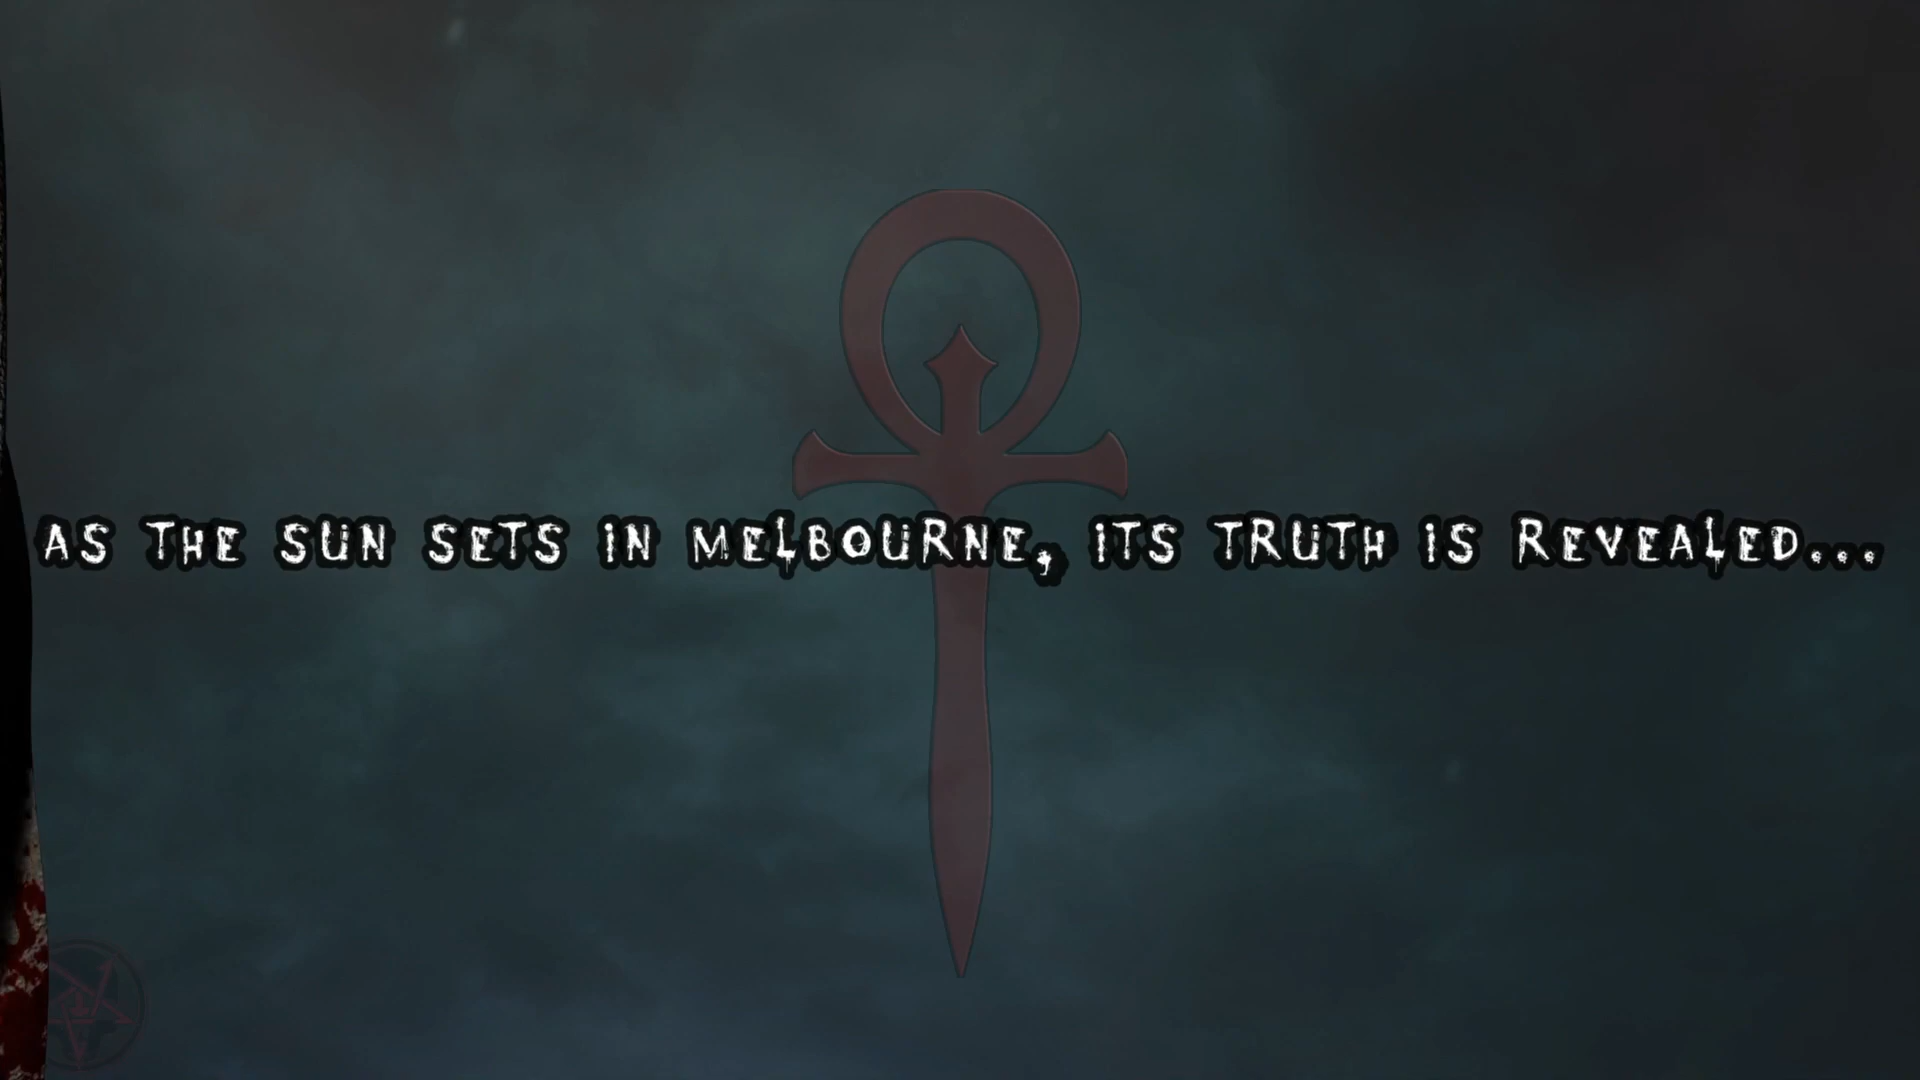 AS THE SUN SETS IN MELBOURNE, ITS TRUTH IS REVEALED...